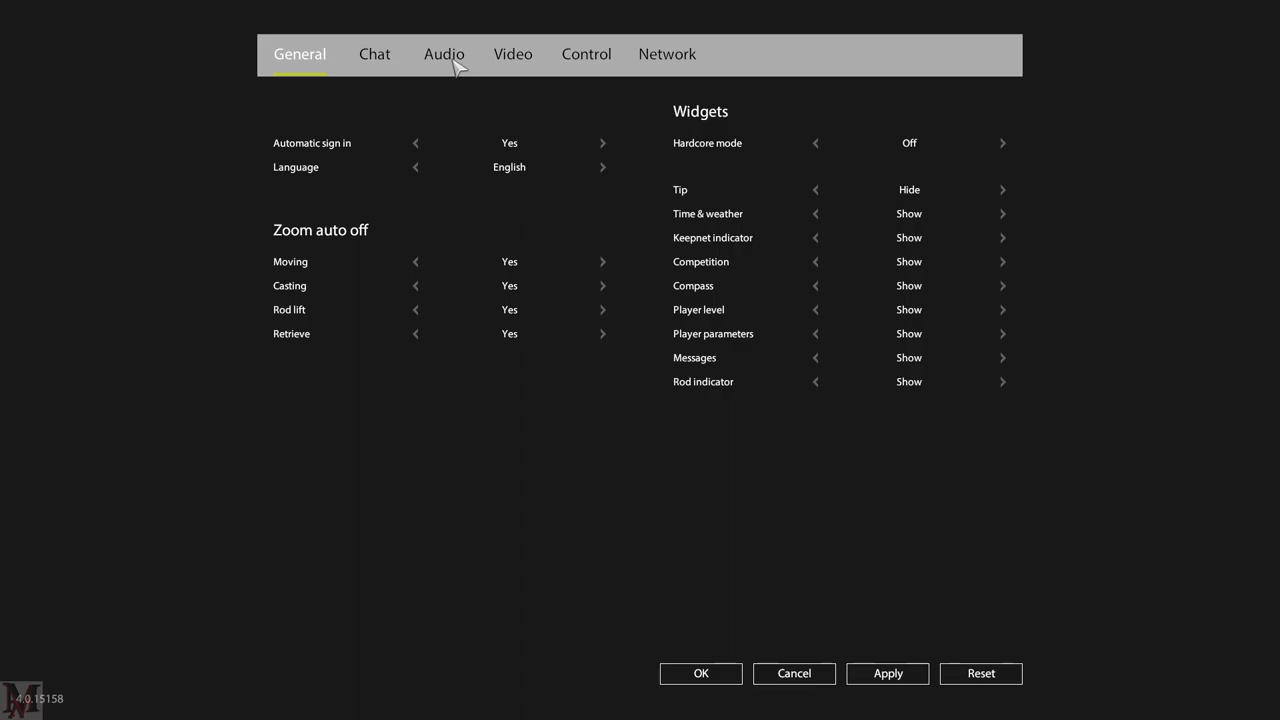 General Chat Audio Video Control Network
Automatic sign in Yes
Language English
Zoom auto off
Moving Yes
Casting Yes
Rod lift Yes
Retrieve Yes
Widgets
Hardcore mode Off
Tip Hide
Time & weather Show
Keepnet indicator Show
Competition Show
Compass Show
Player level Show
Player parameters Show
Messages Show
Rod indicator Show
OK Cancel Apply Reset
4.0.15158